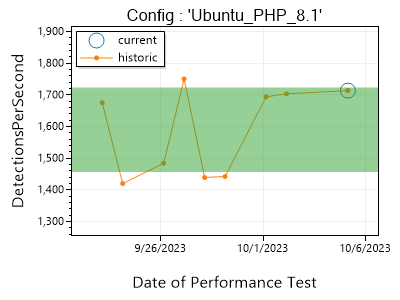 Config : 'Ubuntu_PHP_8.1'
current
historic
DetectionsPerSecond
1,900
1,800
1,700
1,600
1,500
1,400
1,300
9/26/2023
10/1/2023
10/6/2023
Date of Performance Test